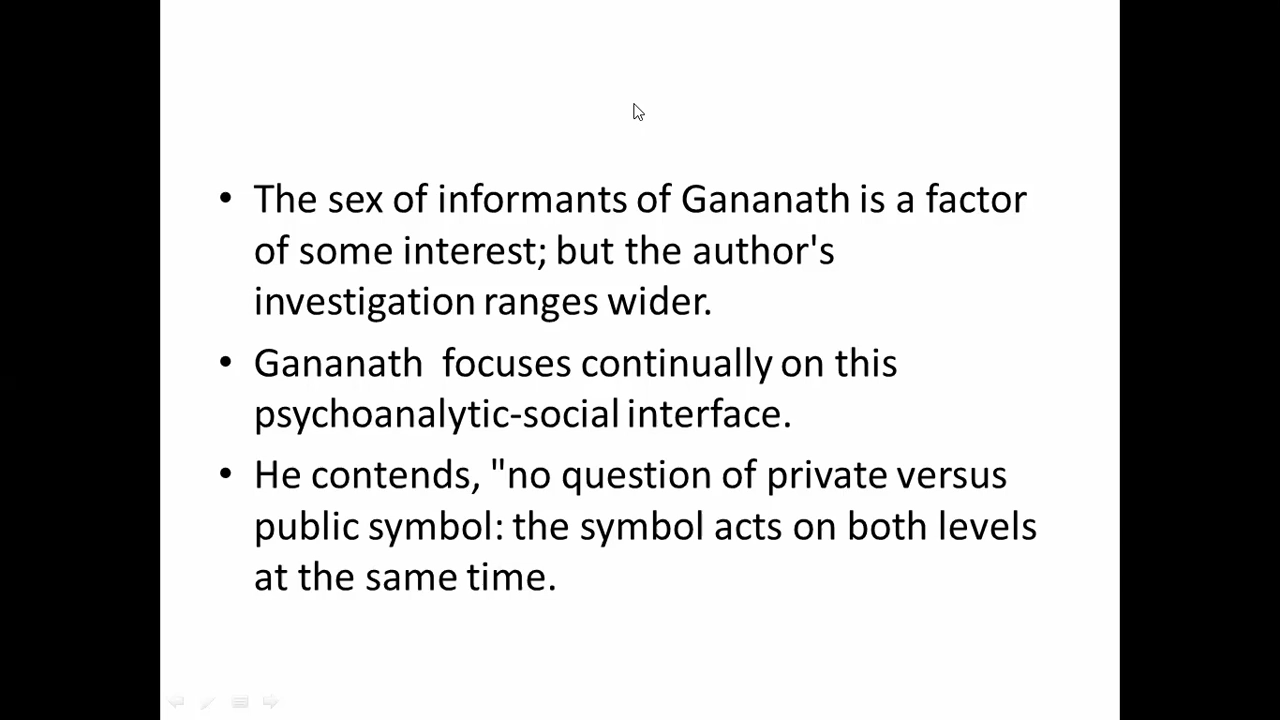 • The sex of informants of Gananath is a factor
of some interest; but the author's
investigation ranges wider.
• Gananath  focuses continually on this
psychoanalytic-social interface.
• He contends, "no question of private versus
public symbol: the symbol acts on both levels
at the same time.